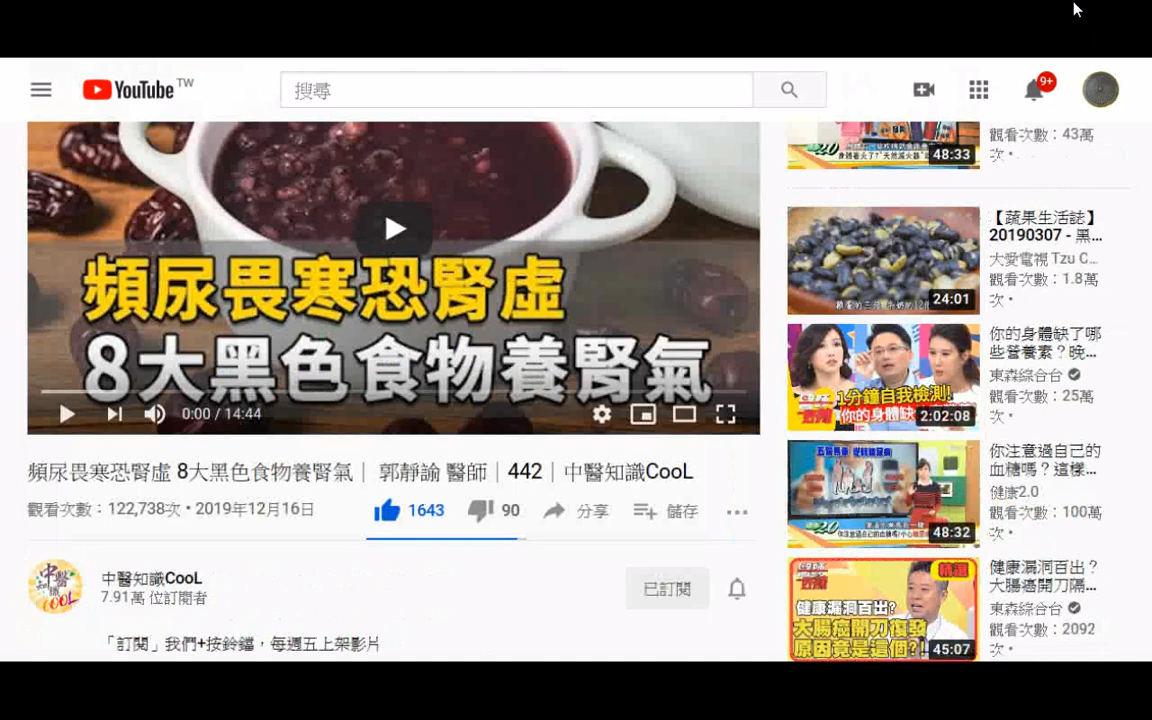 YouTube TW
搜尋
9+
頻尿畏寒恐腎虛
8大黑色食物養腎氣
0:00 / 14:44
頻尿畏寒恐腎虛 8大黑色食物養腎氣｜ 郭靜諭 醫師｜442｜中醫知識CooL
觀看次數：122,738次 • 2019年12月16日
1643
90
分享
儲存
中醫知識CooL
7.91萬 位訂閱者
已訂閱
「訂閱」我們+按鈴鐺，每週五上架影片
48:33
觀看次數：43萬
次 •
24:01
【蔬果生活誌】
20190307 - 黑...
大愛電視 Tzu C...
觀看次數：1.8萬
次 •
1分鐘自我檢測!
你的身體缺
2:02:08
你的身體缺了哪
些營養素？晚...
東森綜合台
觀看次數：25萬
次 •
48:32
你注意過自己的
血糖嗎？這樣...
健康2.0
觀看次數：100萬
次 •
精選
健康漏洞百出?
大腸癌開刀復發
原因竟是這個?!
45:07
健康漏洞百出？
大腸癌開刀隔...
東森綜合台
觀看次數：2092
次 •